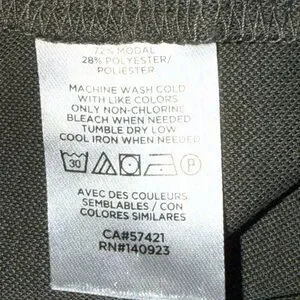 72% MODAL
28% POLYESTER/
POLIESTER
MACHINE WASH COLD
WITH LIKE COLORS
ONLY NON-CHLORINE
BLEACH WHEN NEEDED
TUMBLE DRY LOW
COOL IRON WHEN NEEDED
30 P
AVEC DES COULEURS
SEMBLABLES / CON
COLORES SIMILARES
CA#57421
RN#140923